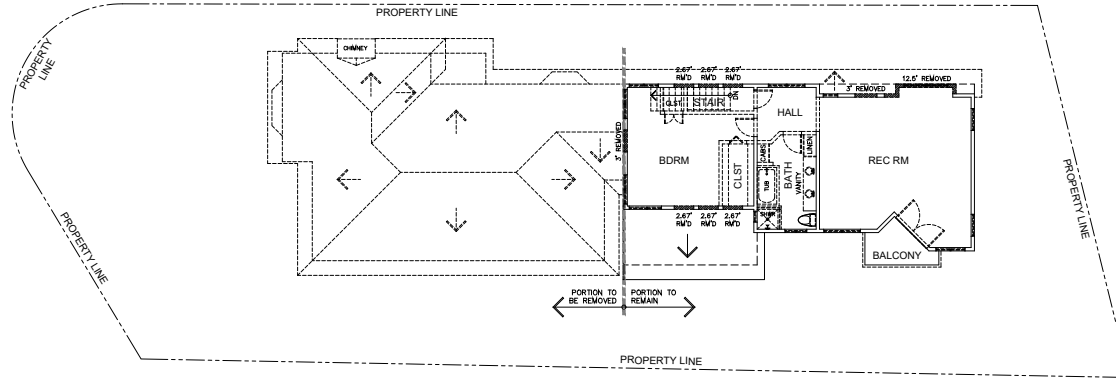 PROPERTY LINE
PROPERTY
LINE
CHIMNEY
2.67' 2.67' 2.67'
RM'D RM'D RM'D
12.5' REMOVED
3' REMOVED
CLST
STAIR
DN
HALL
3' REMOVED
BDRM
CLST
CABS
LINEN
BATH
VANITY
TUB
SHWR
REC RM
2.67' 2.67' 2.67'
RM'D RM'D RM'D
BALCONY
PORTION TO
BE REMOVED
PORTION TO
REMAIN
PROPERTY LINE
PROPERTY LINE
PROPERTY LINE